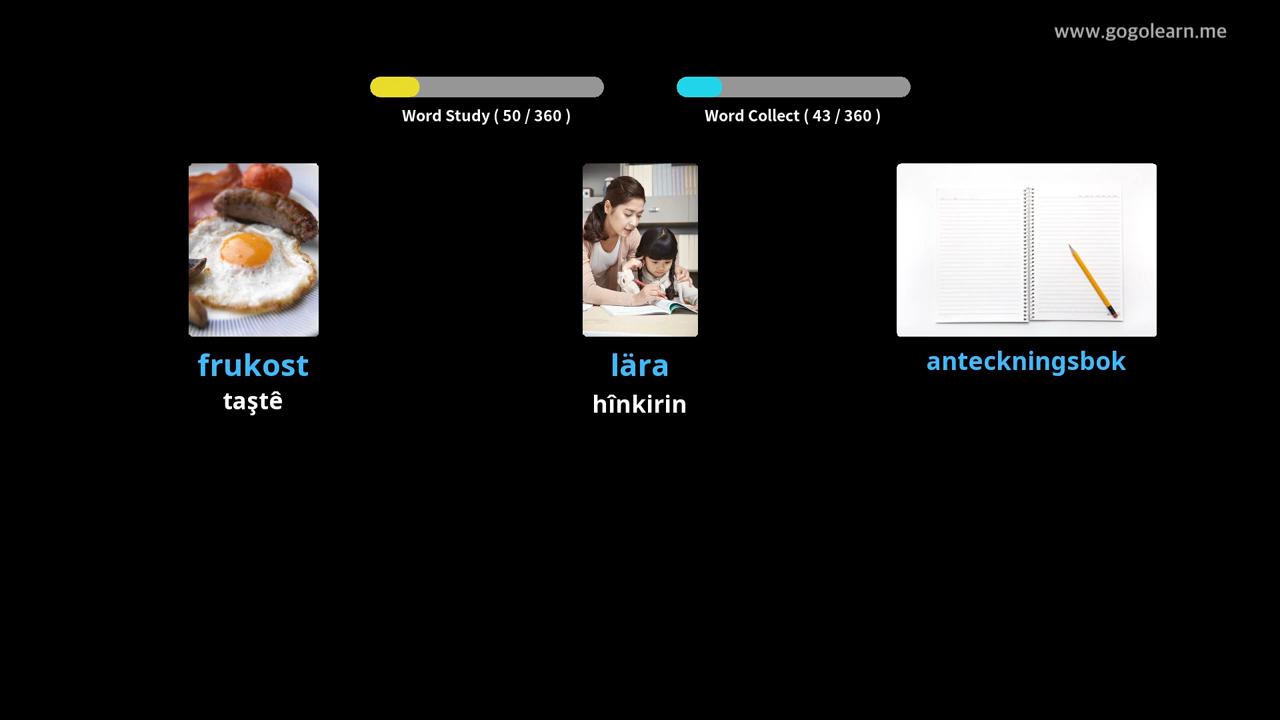 www.gogolearn.me
Word Study ( 50 / 360 )
Word Collect ( 43 / 360 )
frukost
taştê
lära
hînkirin
anteckningsbok